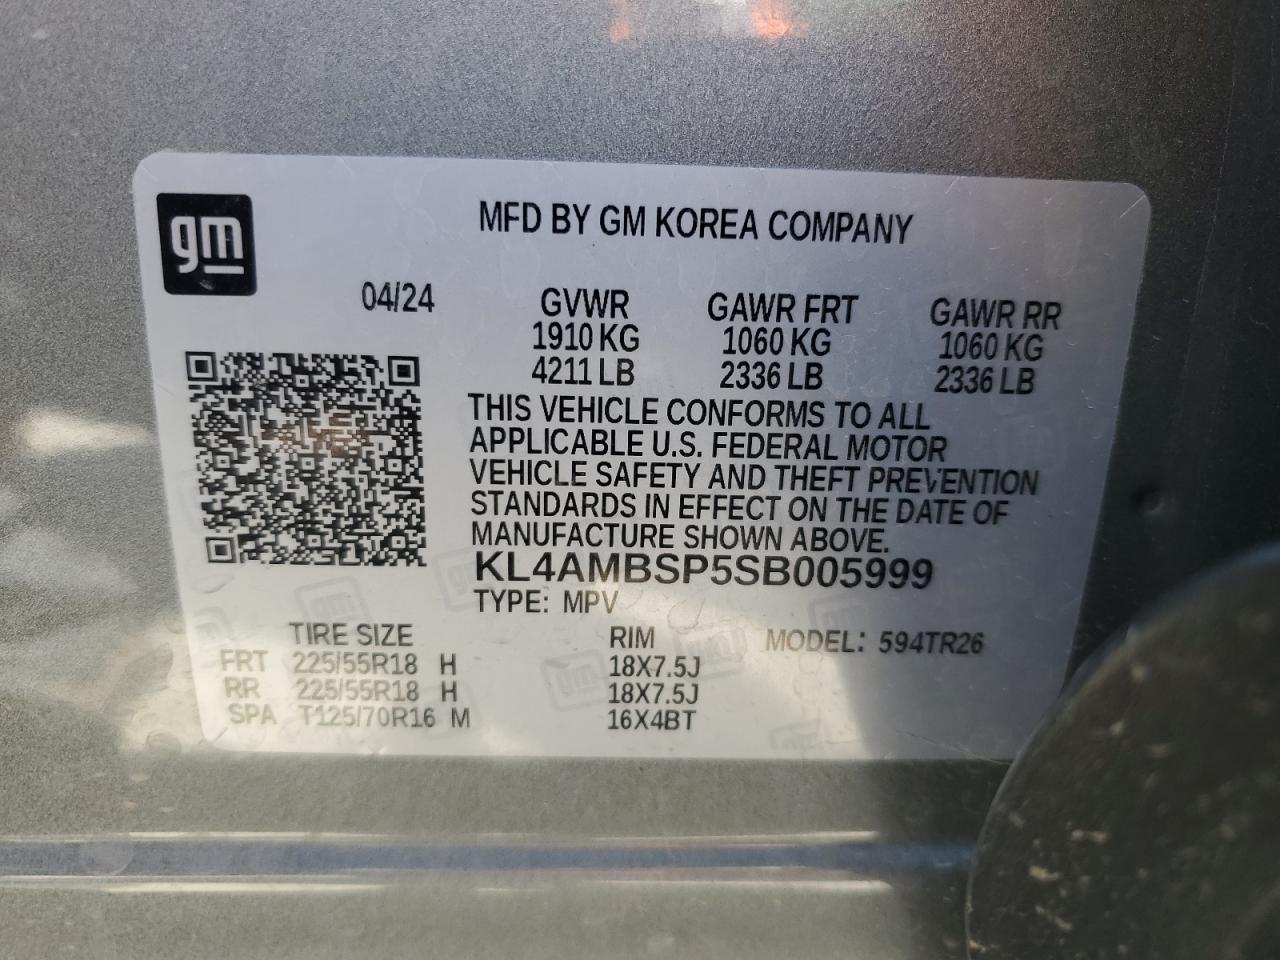 gm
MFD BY GM KOREA COMPANY
04/24
GVWR GAWR FRT GAWR RR
1910 KG 1060 KG 1060 KG
4211 LB 2336 LB 2336 LB
THIS VEHICLE CONFORMS TO ALL
APPLICABLE U.S. FEDERAL MOTOR
VEHICLE SAFETY AND THEFT PREVENTION
STANDARDS IN EFFECT ON THE DATE OF
MANUFACTURE SHOWN ABOVE.
KL4AMBSP5SB005999
TYPE: MPV
TIRE SIZE RIM MODEL: 594TR26
FRT 225/55R18 H 18X7.5J
RR 225/55R18 H 18X7.5J
SPA T125/70R16 M 16X4BT